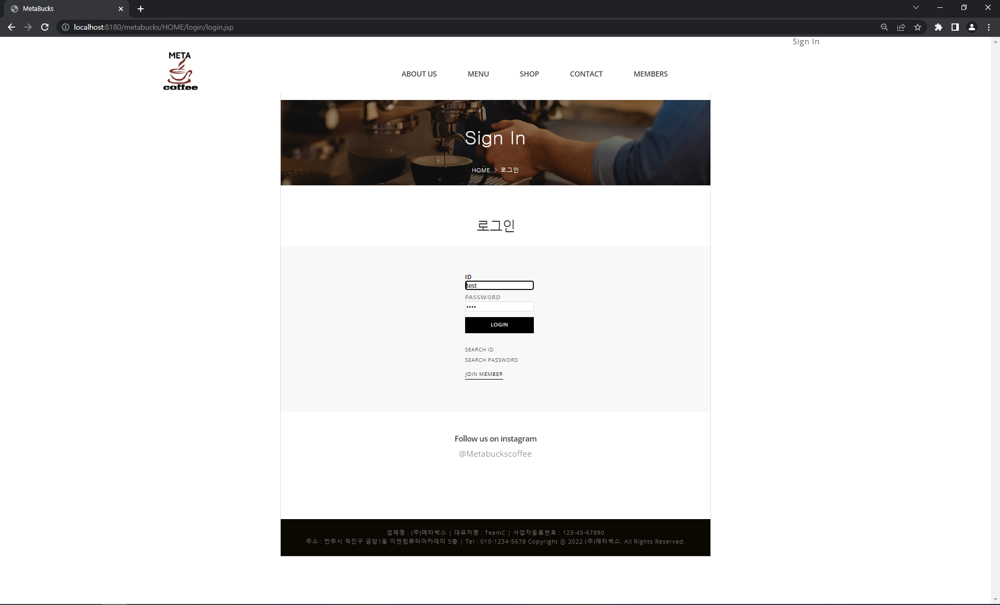 MetaBucks
localhost:8180/metabucks/HOME/login/login.jsp
Sign In
META
coffee
ABOUT US
MENU
SHOP
CONTACT
MEMBERS
Sign In
HOME > 로그인
로그인
ID
test
PASSWORD
••••
LOGIN
SEARCH ID
SEARCH PASSWORD
JOIN MEMBER
Follow us on instagram
@Metabuckscoffee
업체명 : (주)메타벅스 | 대표자명 : TeamC | 사업자등록번호 : 123-45-67890
주소 : 전주시 덕진구 금암1동 이젠컴퓨터아카데미 5층 | Tel : 010-1234-5678 Copyright ⓒ 2022 (주)메타벅스. All Rights Reserved.